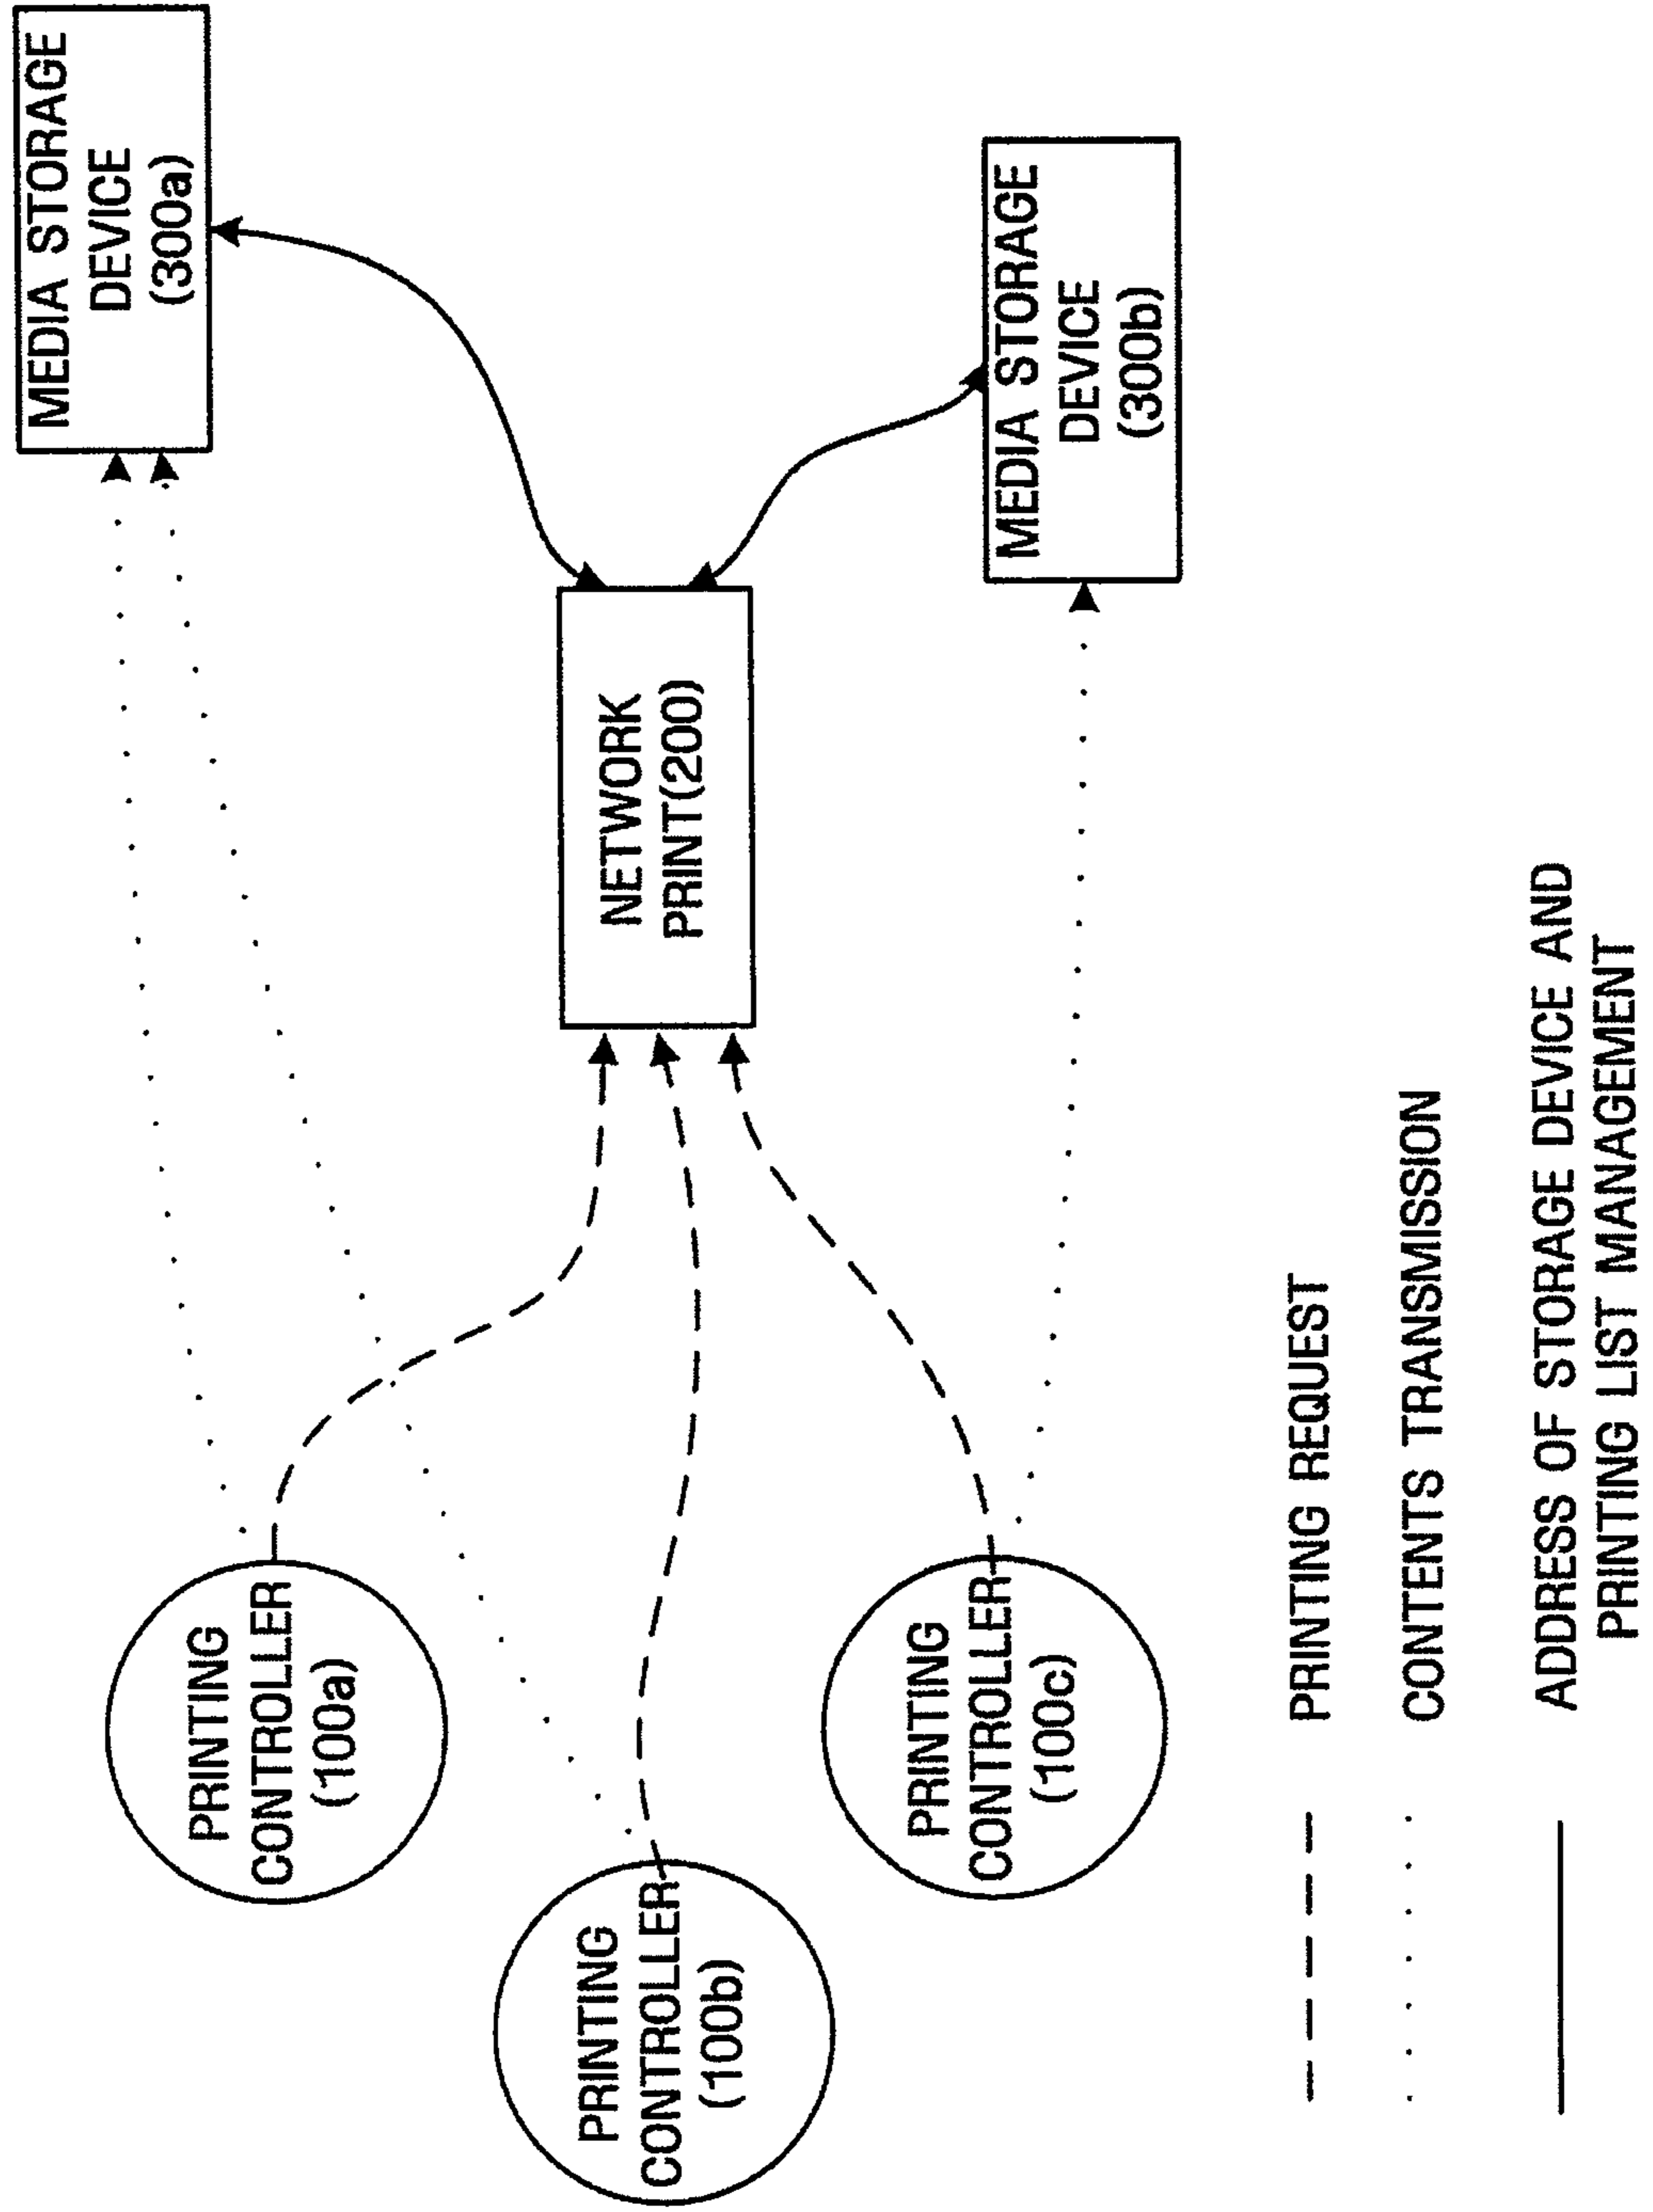 MEDIA STORAGE
DEVICE
(300a)
PRINTING
CONTROLLER
(100a)
NETWORK
PRINT(200)
PRINTING
CONTROLLER
(100b)
MEDIA STORAGE
DEVICE
(300b)
PRINTING
CONTROLLER
(100c)
PRINTING REQUEST
CONTENTS TRANSMISSION
ADDRESS OF STORAGE DEVICE AND
PRINTING LIST MANAGEMENT